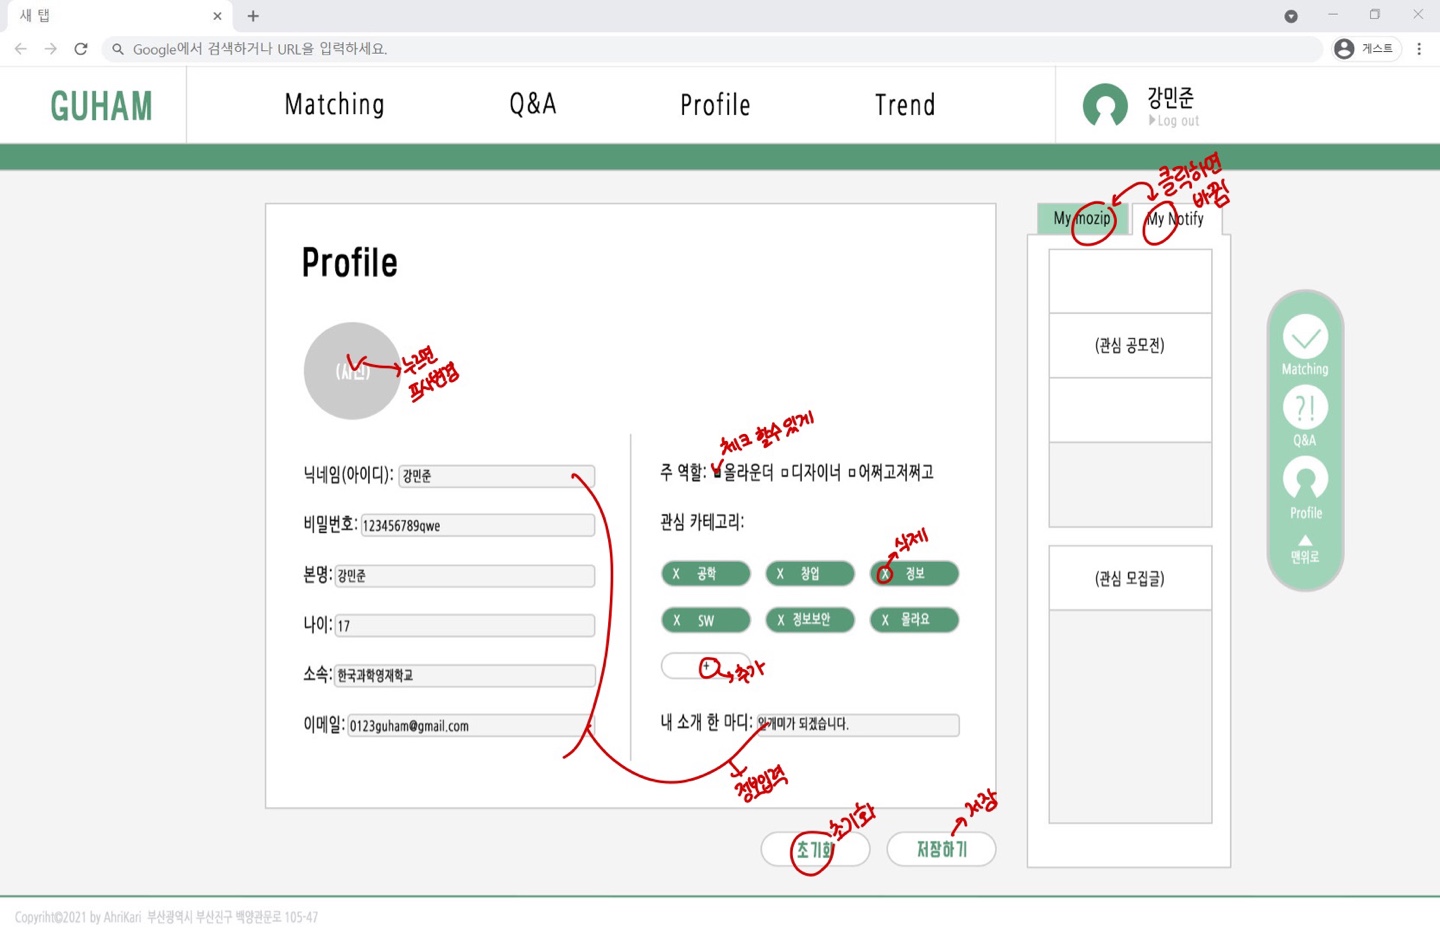 새 탭
Google에서 검색하거나 URL을 입력하세요.
게스트
GUHAM
Matching
Q&A
Profile
Trend
강민준
▶Log out
클릭하면
바뀜
My mozip
My Notify
Profile
(사진)
누르면
프사변경
체크 할수있게
닉네임(아이디): 강민준
비밀번호: 123456789qwe
본명: 강민준
나이: 17
소속: 한국과학영재학교
이메일: 0123guham@gmail.com
주 역할: 올라운더 디자이너 어쩌고저쩌고
관심 카테고리:
삭제
X 공학
X 창업
X 정보
X SW
X 정보보안
X 몰라요
+
추가
내 소개 한 마디: 인개미가 되겠습니다.
정보입력
초기화
저장
초기화
저장하기
(관심 공모전)
(관심 모집글)
Matching
?!
Q&A
Profile
맨위로
Copyriht©2021 by AhriKari 부산광역시 부산진구 백양관문로 105-47